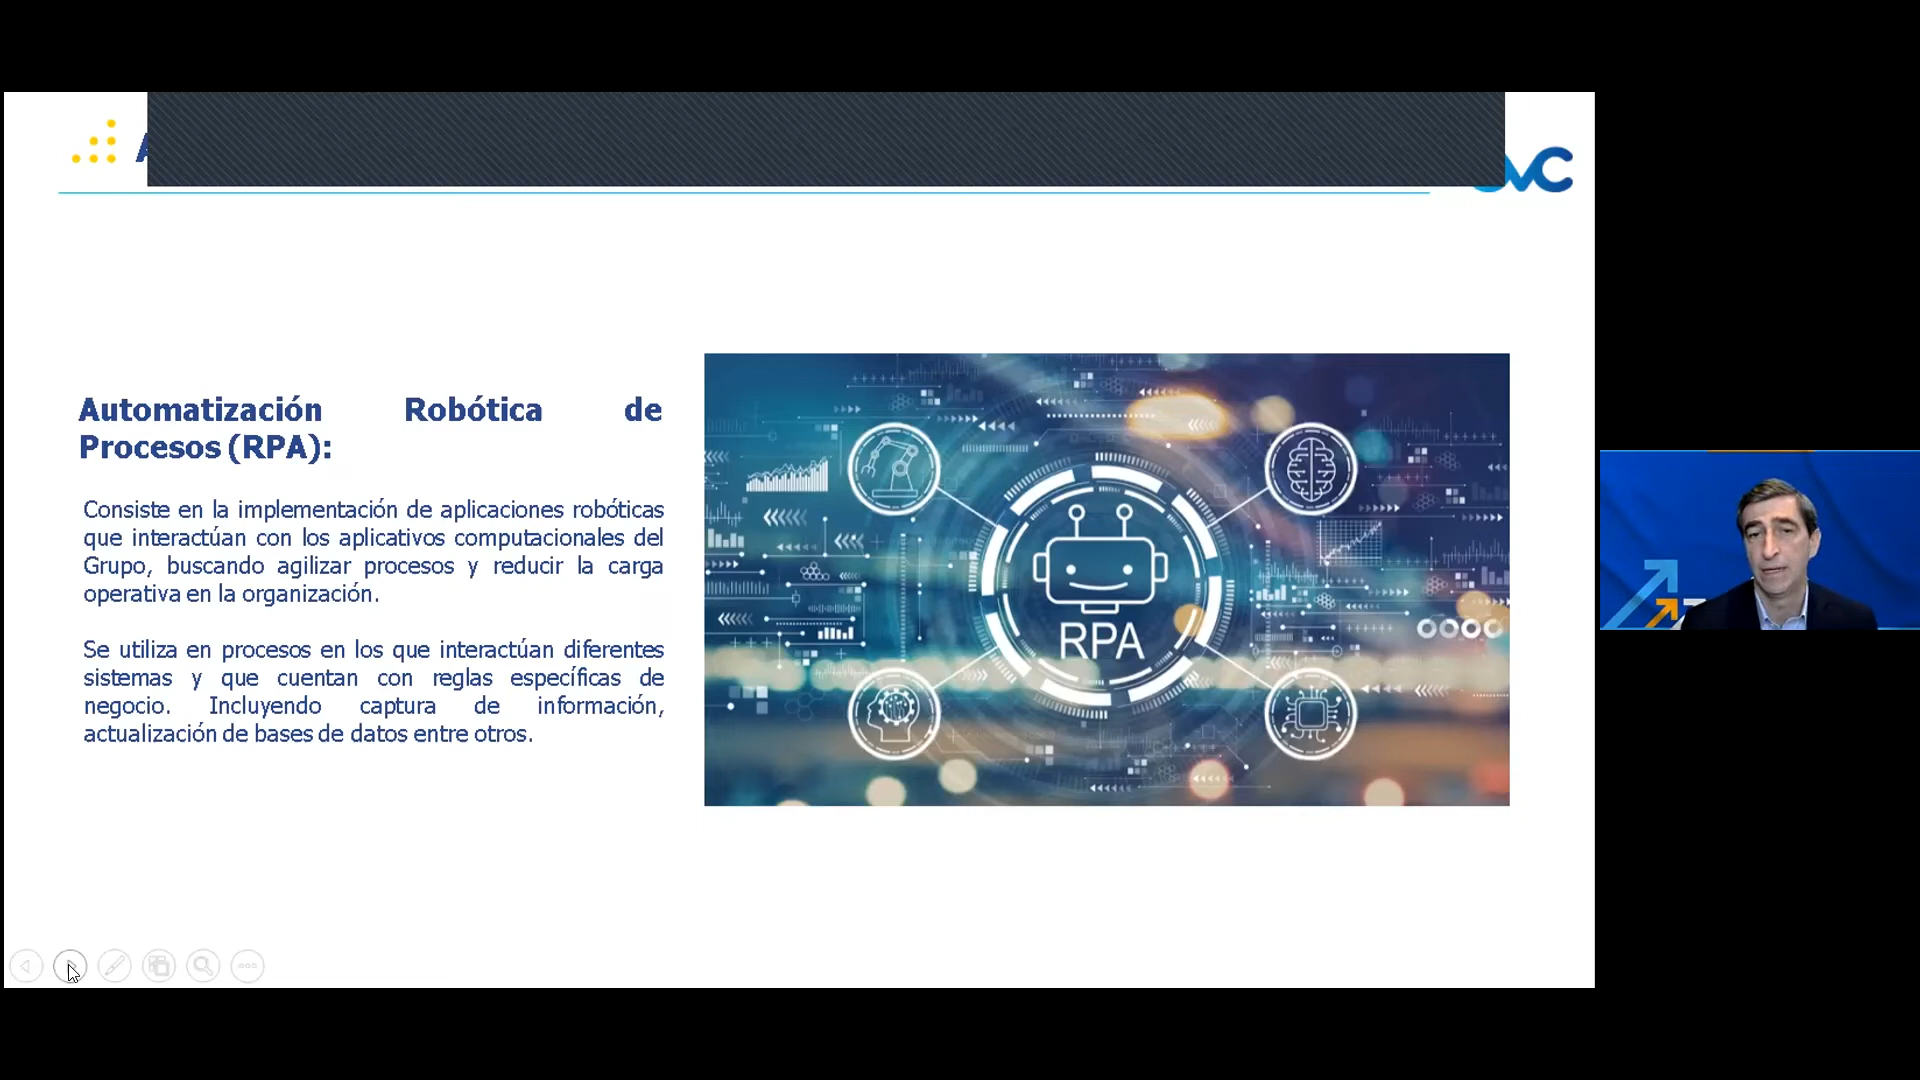 Automatización Robótica de
Procesos (RPA):
Consiste en la implementación de aplicaciones robóticas
que interactúan con los aplicativos computacionales del
Grupo, buscando agilizar procesos y reducir la carga
operativa en la organización.
Se utiliza en procesos en los que interactúan diferentes
sistemas y que cuentan con reglas específicas de
negocio. Incluyendo captura de información,
actualización de bases de datos entre otros.
RPA